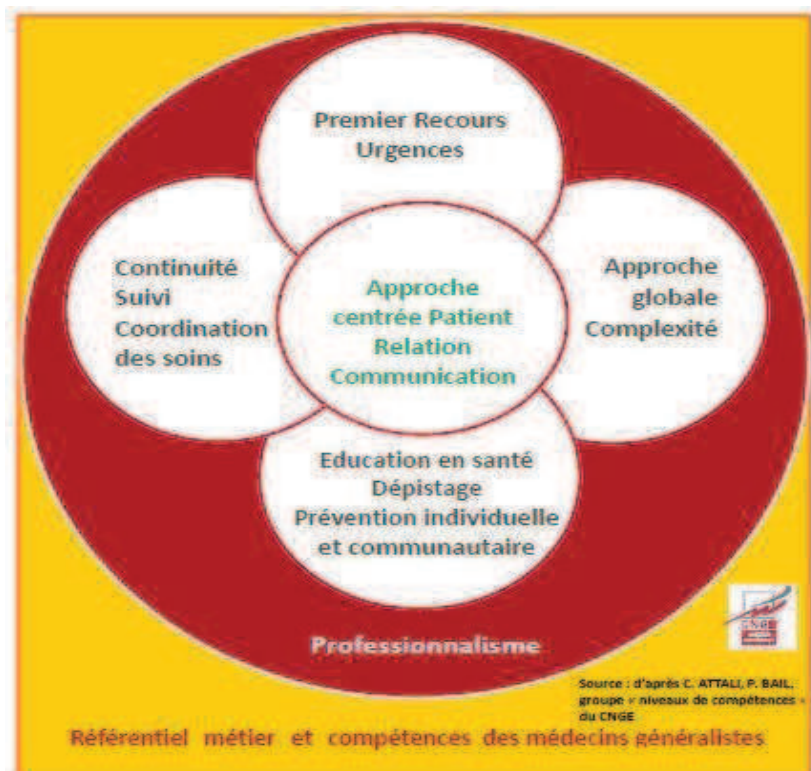 Premier Recours
Urgences
Continuité
Suivi
Coordination
des soins
Approche
centrée Patient
Relation
Communication
Approche
globale
Complexité
Education en santé
Dépistage
Prévention individuelle
et communautaire
Professionnalisme
CNGE
Source : d'après C. ATTALI, P. BAIL,
groupe « niveaux de compétences »
du CNGE
Référentiel métier et compétences des médecins généralistes